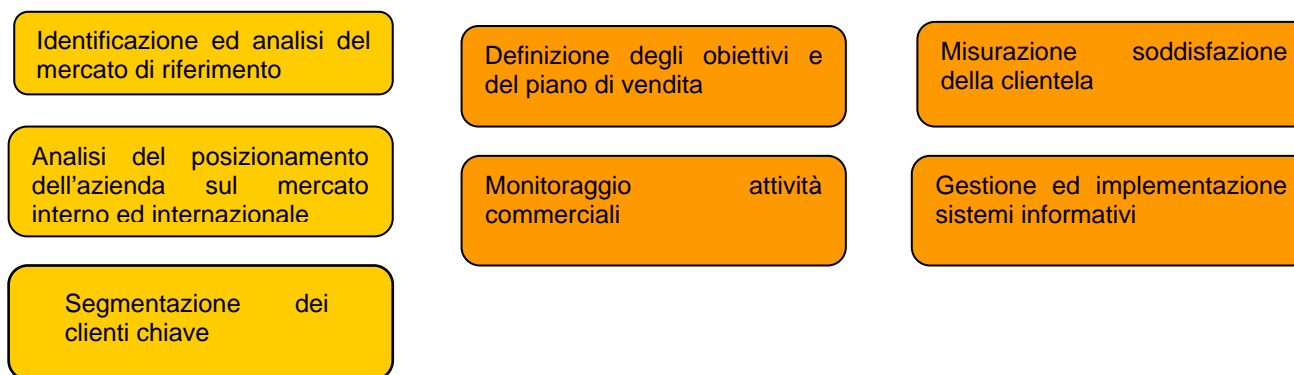 Identificazione ed analisi del
mercato di riferimento
Analisi del posizionamento
dell'azienda sul mercato
interno ed internazionale
Segmentazione dei
clienti chiave
Definizione degli obiettivi e
del piano di vendita
Monitoraggio attività
commerciali
Misurazione soddisfazione
della clientela
Gestione ed implementazione
sistemi informativi